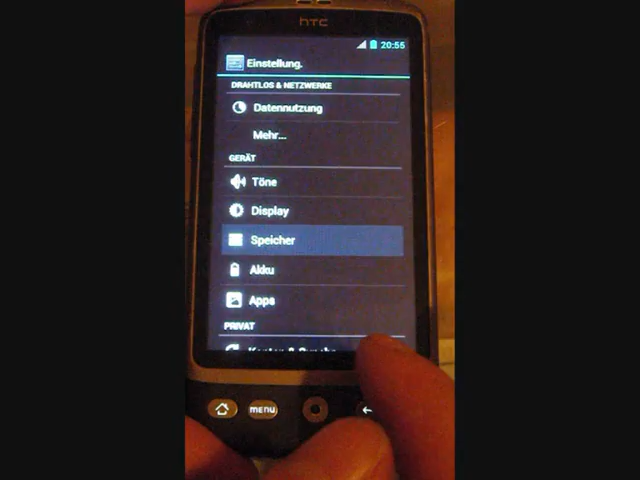 hTC
20:55
Einstellung.
DRAHTLOS & NETZWERKE
Datennutzung
Mehr...
GERÄT
Töne
Display
Speicher
Akku
Apps
PRIVAT
menu